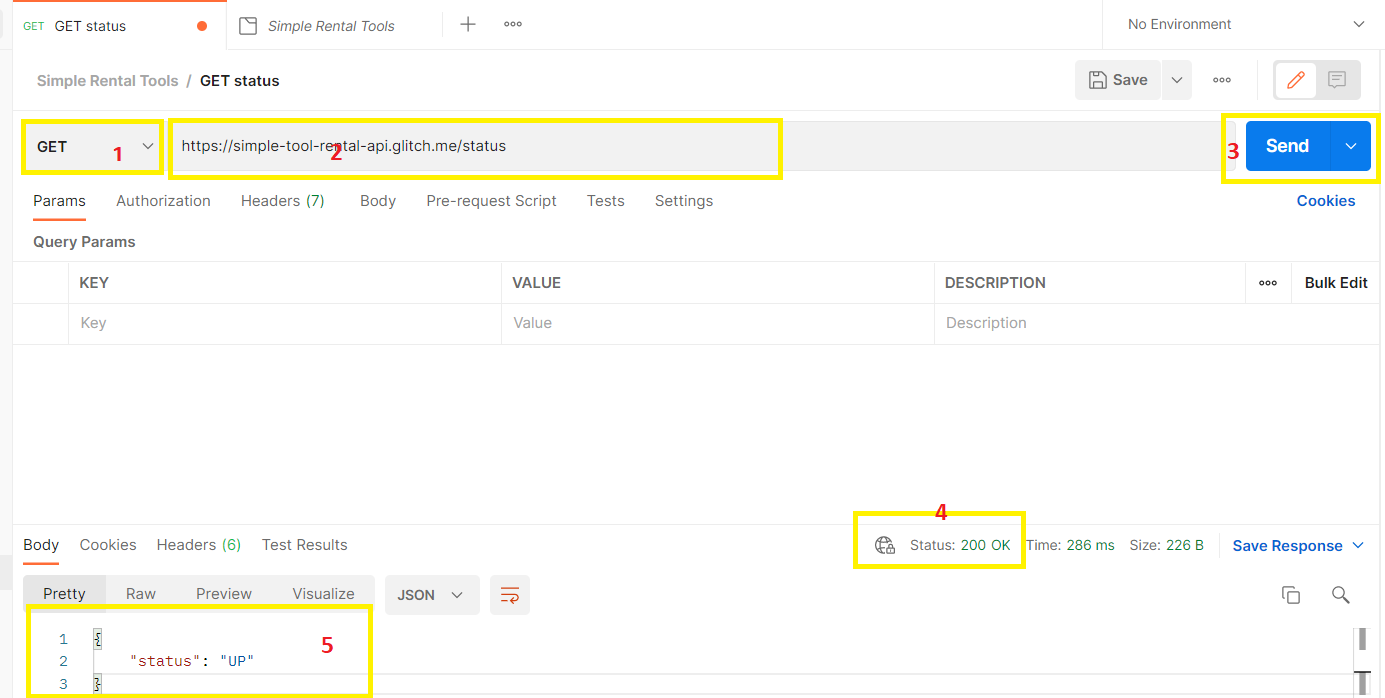 GET GET status Simple Rental Tools No Environment
Simple Rental Tools / GET status Save
GET 1 https://simple-tool-rental-api.glitch.me/status 2 3 Send
Params Authorization Headers (7) Body Pre-request Script Tests Settings Cookies
Query Params
KEY VALUE DESCRIPTION Bulk Edit
Key Value Description
4
Body Cookies Headers (6) Test Results Status: 200 OK Time: 286 ms Size: 226 B Save Response
Pretty Raw Preview Visualize JSON
1 {
2 "status": "UP" 5
3 }